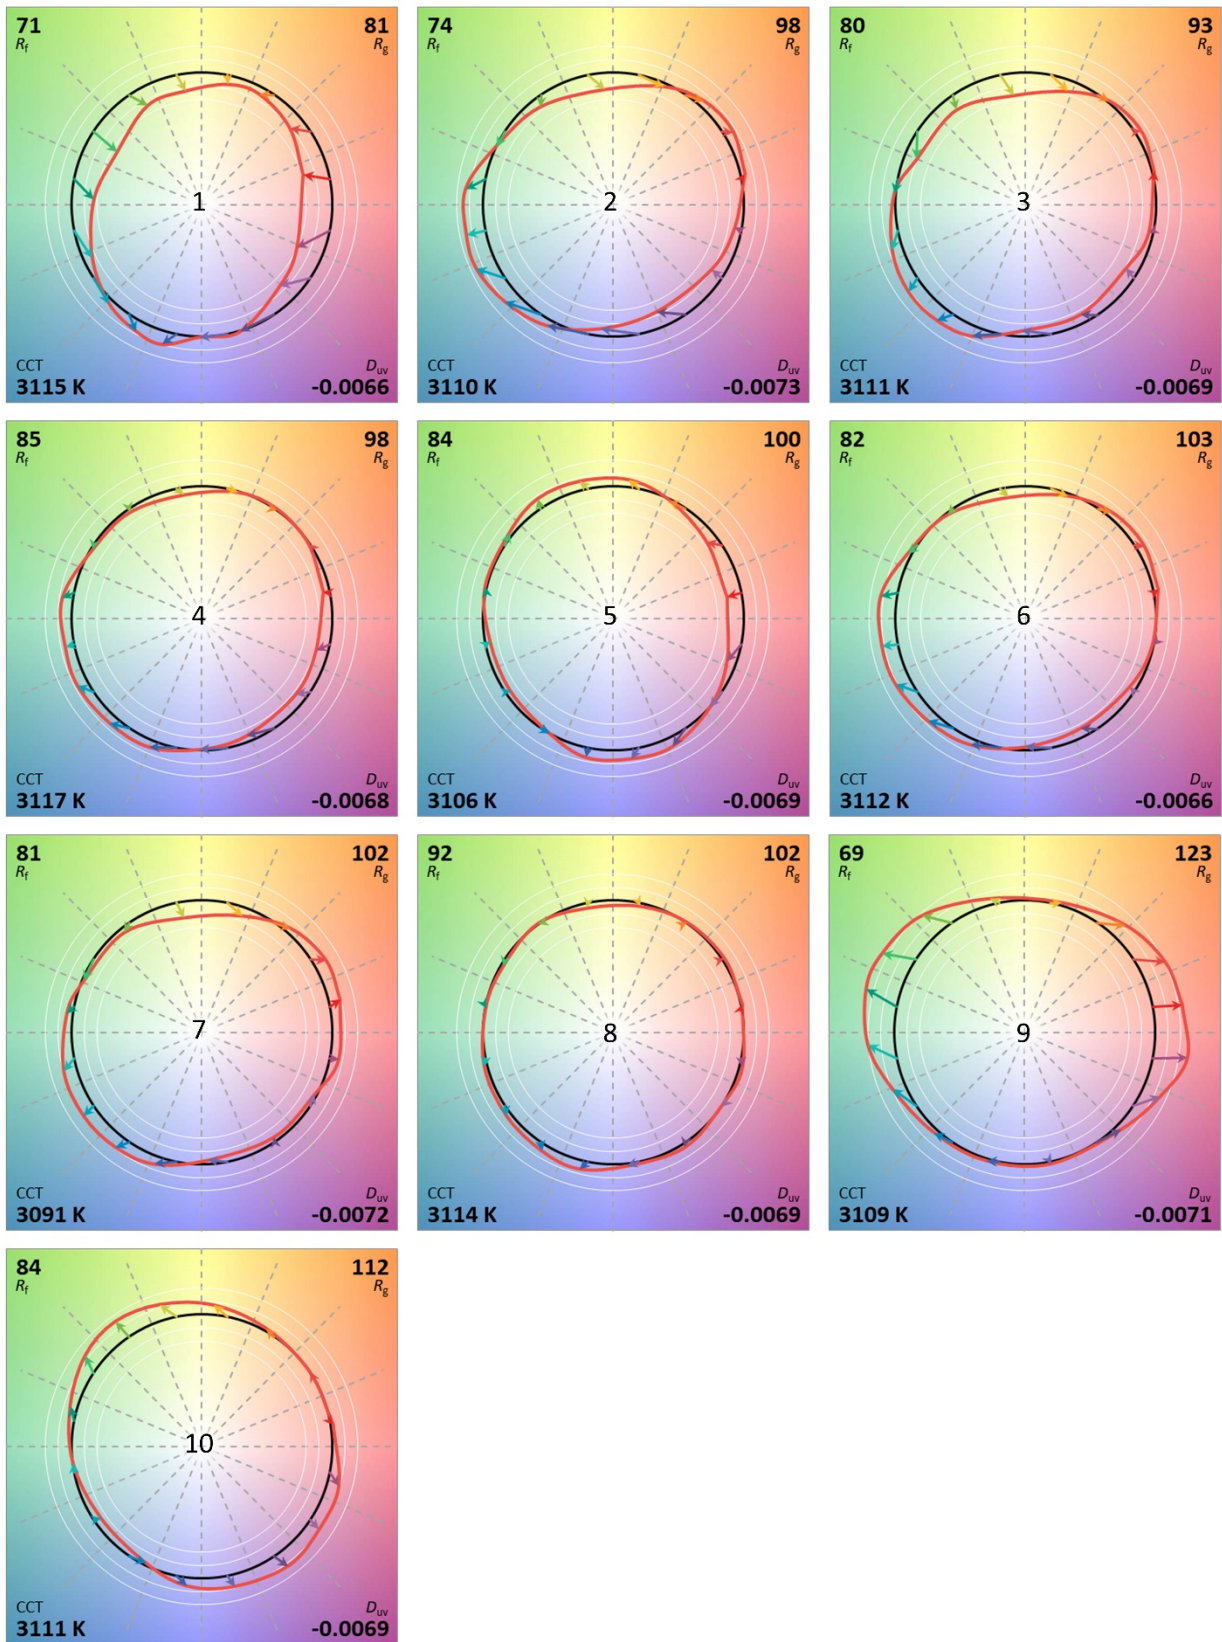 71 81
Rf Rg
1
CCT Duv
3115 K -0.0066
74 98
Rf Rg
2
CCT Duv
3110 K -0.0073
80 93
Rf Rg
3
CCT Duv
3111 K -0.0069
85 98
Rf Rg
4
CCT Duv
3117 K -0.0068
84 100
Rf Rg
5
CCT Duv
3106 K -0.0069
82 103
Rf Rg
6
CCT Duv
3112 K -0.0066
81 102
Rf Rg
7
CCT Duv
3091 K -0.0072
92 102
Rf Rg
8
CCT Duv
3114 K -0.0069
69 123
Rf Rg
9
CCT Duv
3109 K -0.0071
84 112
Rf Rg
10
CCT Duv
3111 K -0.0069